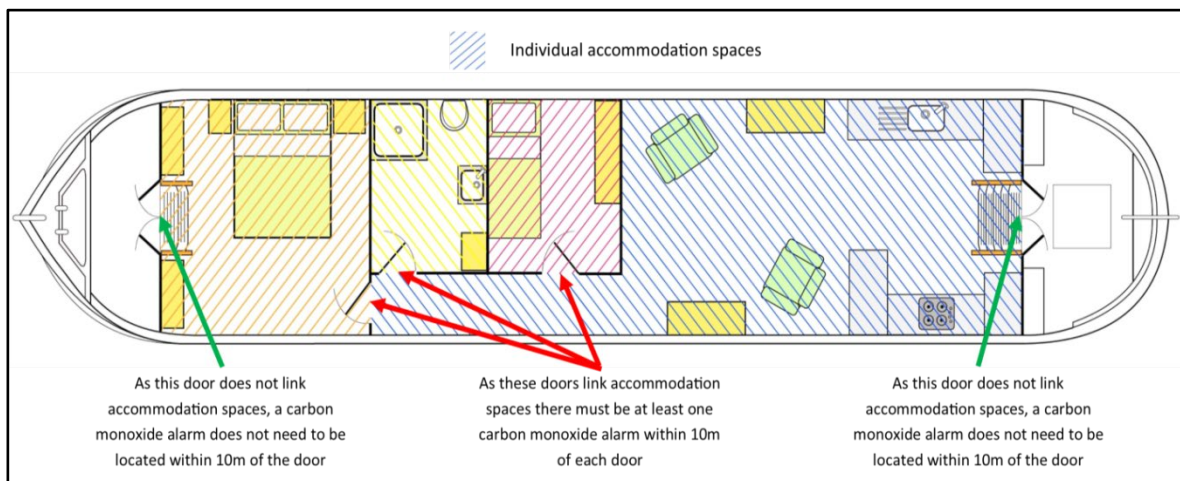 Individual accommodation spaces
As this door does not link
accommodation spaces, a carbon
monoxide alarm does not need to be
located within 10m of the door
As these doors link accommodation
spaces there must be at least one
carbon monoxide alarm within 10m
of each door
As this door does not link
accommodation spaces, a carbon
monoxide alarm does not need to be
located within 10m of the door